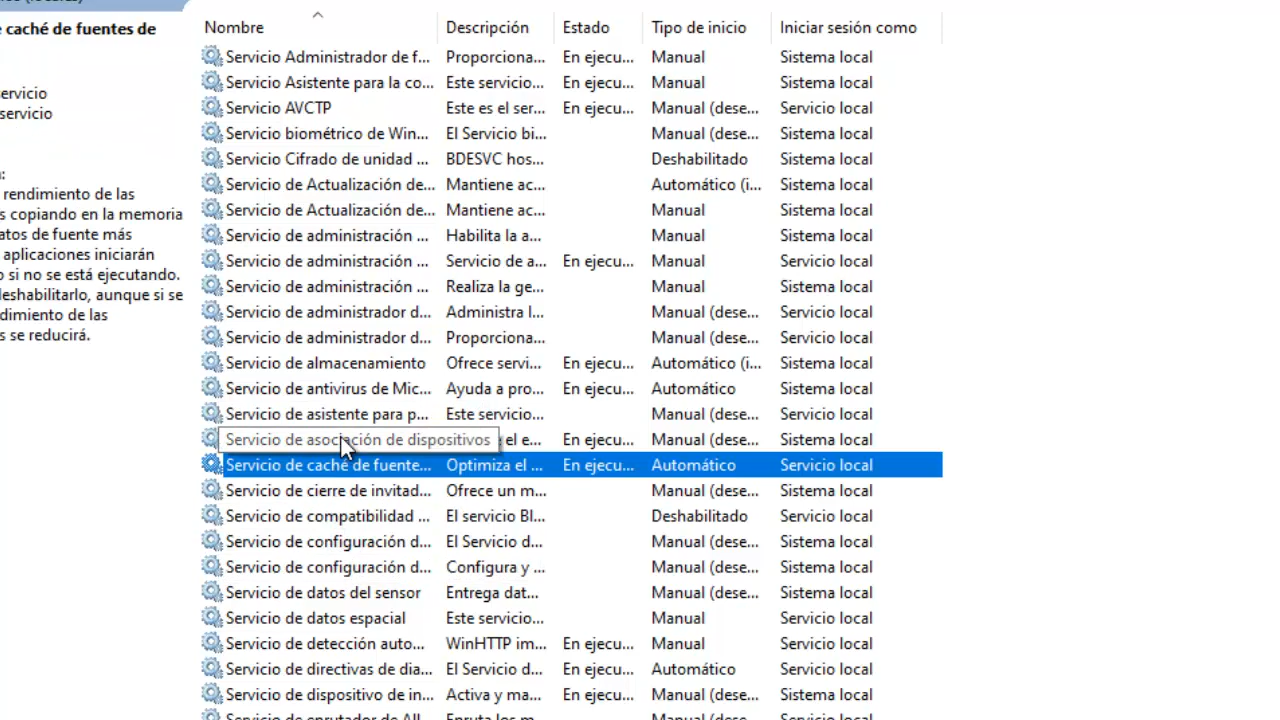 caché de fuentes de
servicio
rendimiento de las
copiando en la memoria
de fuente más
aplicaciones iniciarán
si no se está ejecutando.
aunque si se
de las
se reducirá.
Nombre Descripción Estado Tipo de inicio Iniciar sesión como
Servicio Administrador de f... Proporciona... En ejecu... Manual Sistema local
Servicio Asistente para la co... Este servicio... En ejecu... Manual Sistema local
Servicio AVCTP Este es el ser... En ejecu... Manual (dese... Servicio local
Servicio biométrico de Win... El Servicio bi... Manual (dese... Sistema local
Servicio Cifrado de unidad ... BDESVC hos... Deshabilitado Sistema local
Servicio de Actualización de... Mantiene ac... Automático (i... Sistema local
Servicio de Actualización de... Mantiene ac... Manual Sistema local
Servicio de administración ... Habilita la a... Manual Sistema local
Servicio de administración ... Servicio de a... En ejecu... Manual Servicio local
Servicio de administración ... Realiza la ge... Manual Sistema local
Servicio de administrador d... Administra l... Manual (dese... Sistema local
Servicio de administrador d... Proporciona... Manual (dese... Servicio local
Servicio de almacenamiento Ofrece servi... En ejecu... Automático (i... Sistema local
Servicio de antivirus de Mic... Ayuda a pro... En ejecu... Automático Sistema local
Servicio de asistente para p... Este servicio... Manual (dese... Servicio local
Servicio de asociación de dispositivos el e... En ejecu... Manual (dese... Sistema local
Servicio de caché de fuente... Optimiza el ... En ejecu... Automático Servicio local
Servicio de cierre de invitad... Ofrece un m... Manual (dese... Sistema local
Servicio de compatibilidad ... El servicio Bl... Deshabilitado Servicio local
Servicio de configuración d... El Servicio d... Manual (dese... Sistema local
Servicio de configuración d... Configura y ... Manual (dese... Sistema local
Servicio de datos del sensor Entrega dat... Manual (dese... Sistema local
Servicio de datos espacial Este servicio... Manual Servicio local
Servicio de detección auto... WinHTTP im... En ejecu... Manual Servicio local
Servicio de directivas de dia... El Servicio d... En ejecu... Automático Servicio local
Servicio de dispositivo de in... Activa y ma... En ejecu... Manual (dese... Sistema local
Servicio de enrutador de All... Enruta los m... Manual (dese... Servicio local